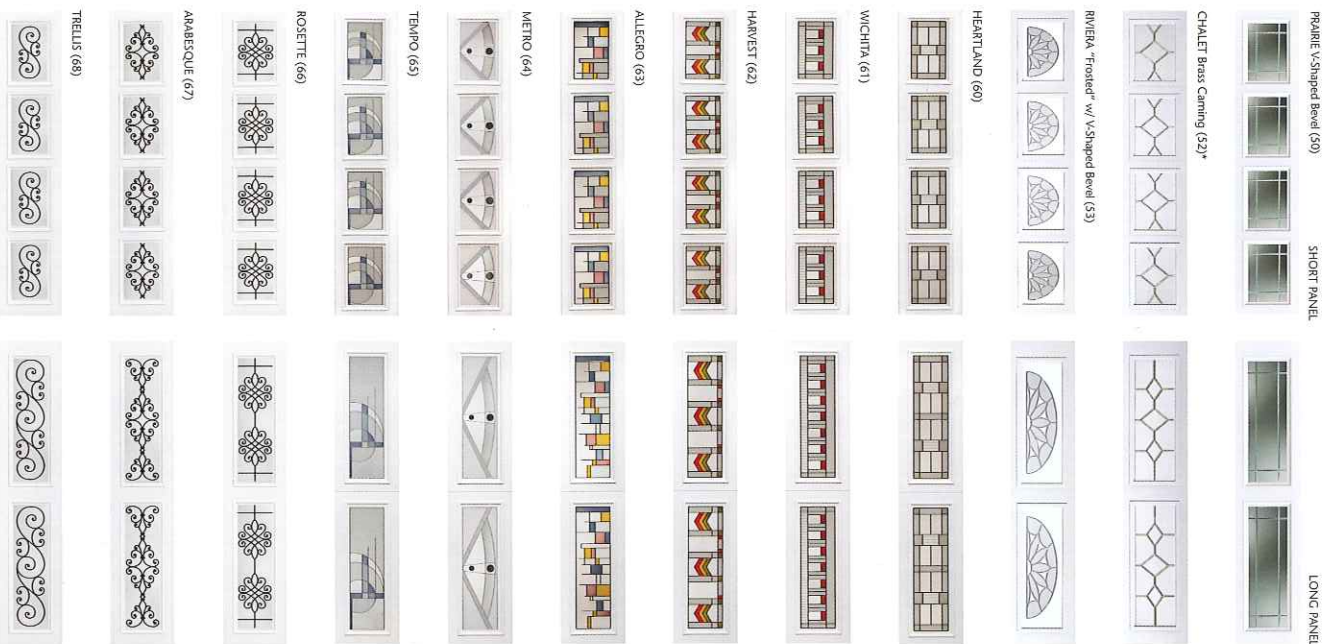 SHORT PANEL
LONG PANEL
PRAIRIE V-Shaped Bevel (50)
CHALET Brass Caming (52)*
RIVIERA "Frosted" w/ V-Shaped Bevel (53)
HEARTLAND (60)
WICHITA (61)
HARVEST (62)
ALLEGRO (63)
METRO (64)
TEMPO (65)
ROSETTE (66)
ARABESQUE (67)
TRELLIS (68)